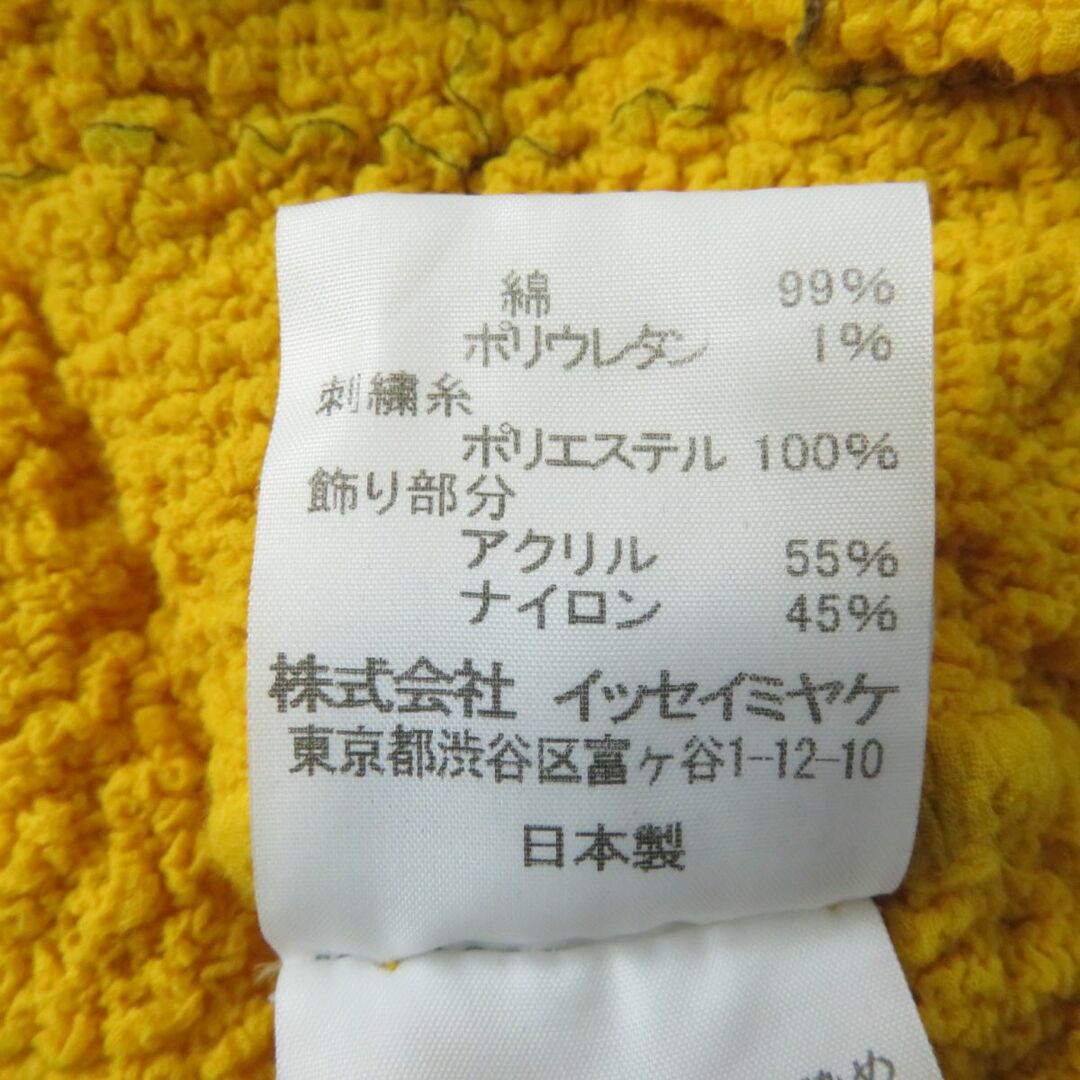 綿 99%
ポリウレタン 1%
刺繍糸
ポリエステル 100%
飾り部分
アクリル 55%
ナイロン 45%
株式会社 イッセイミヤケ
東京都渋谷区富ヶ谷1-12-10
日本製